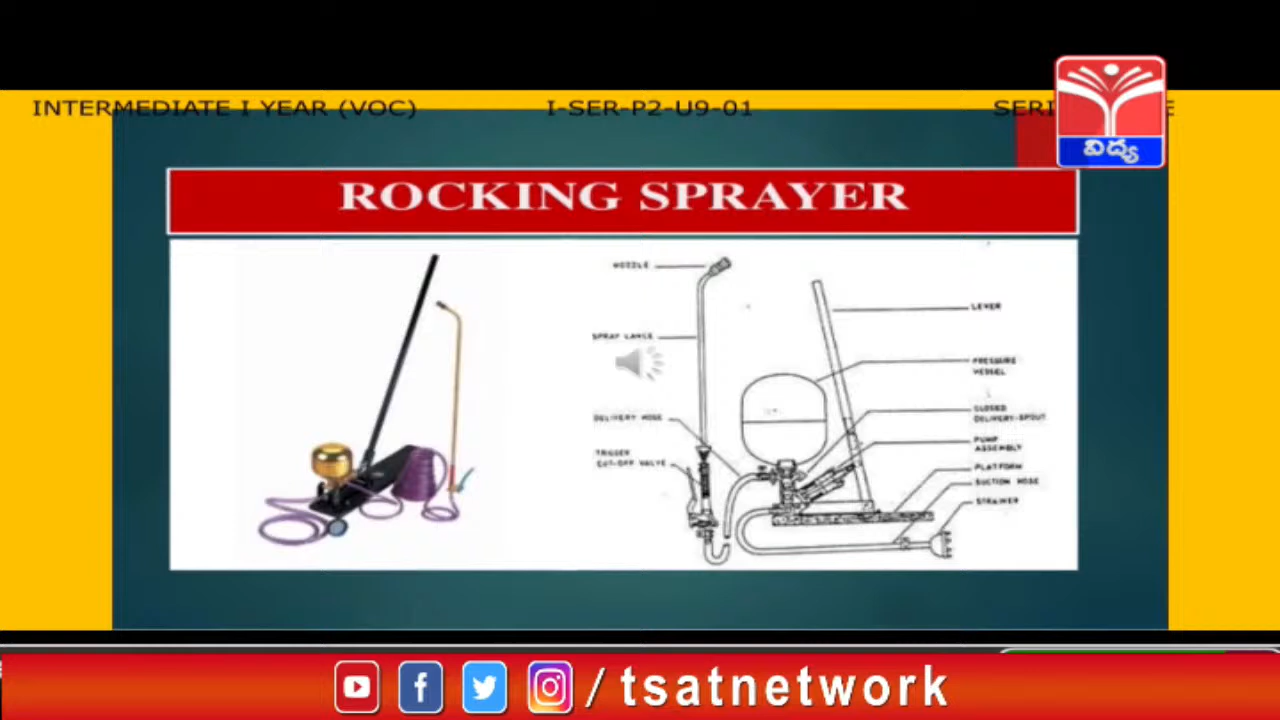 INTERMEDIATE I YEAR (VOC) I-SER-P2-U9-01
విద్య
ROCKING SPRAYER
NOZZLE
LEVER
SPRAY LANCE
PRESSURE
VESSEL
DELIVERY HOSE
CLOSED
DELIVERY-SPOUT
TRIGGER
CUT-OFF VALVE
PUMP
ASSEMBLY
PLATFORM
SUCTION HOSE
STRAINER
/ tsatnetwork